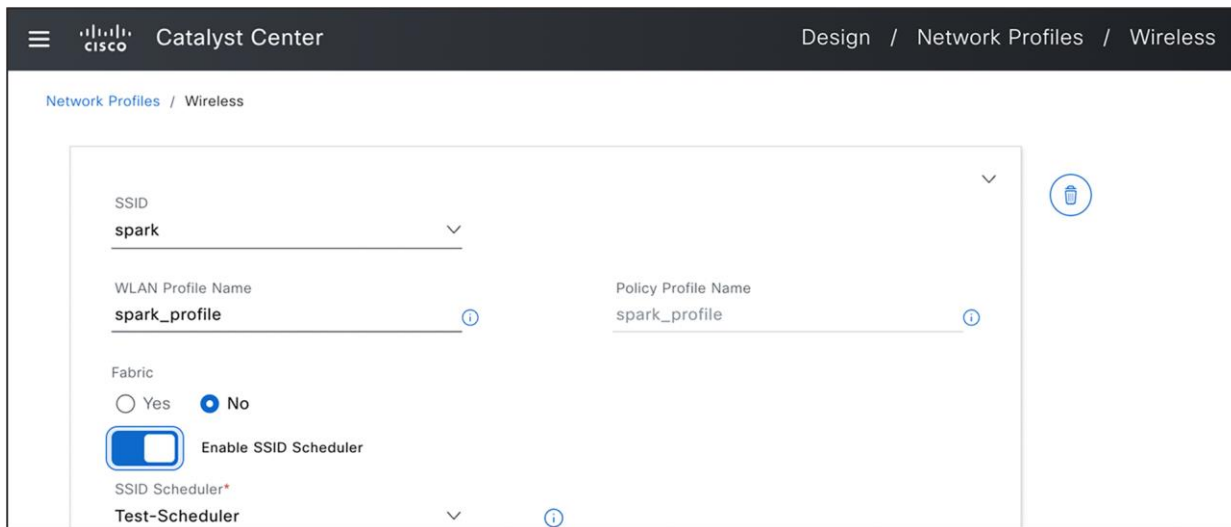 CISCO Catalyst Center
Design / Network Profiles / Wireless
Network Profiles / Wireless
SSID
spark
WLAN Profile Name
spark_profile
Policy Profile Name
spark_profile
Fabric
Yes No
Enable SSID Scheduler
SSID Scheduler*
Test-Scheduler